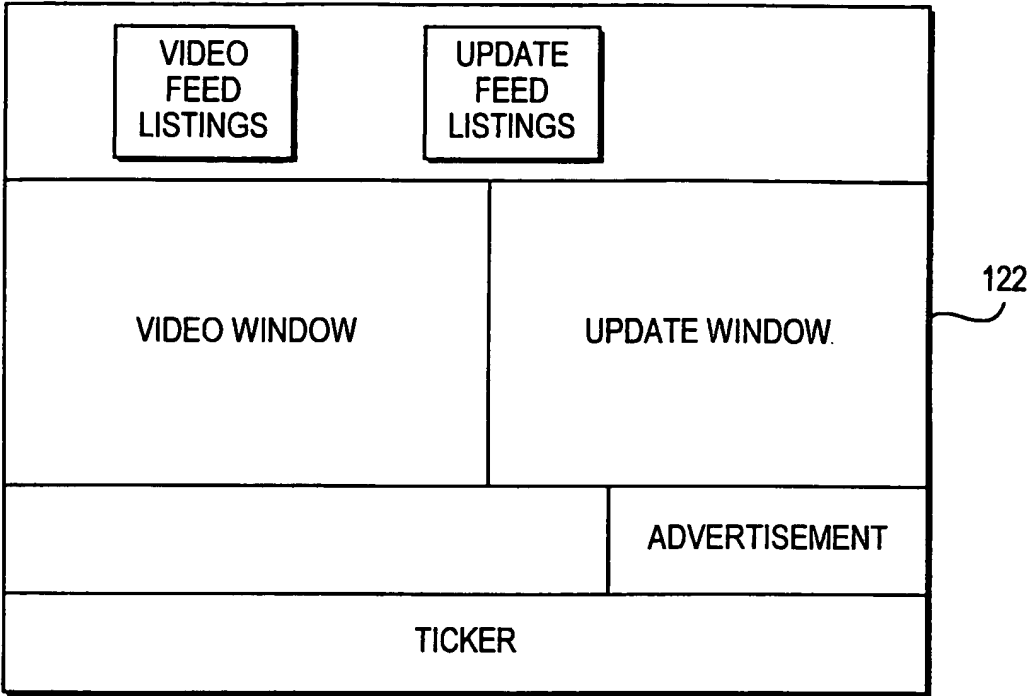 VIDEO
FEED
LISTINGS
UPDATE
FEED
LISTINGS
VIDEO WINDOW
UPDATE WINDOW.
122
ADVERTISEMENT
TICKER